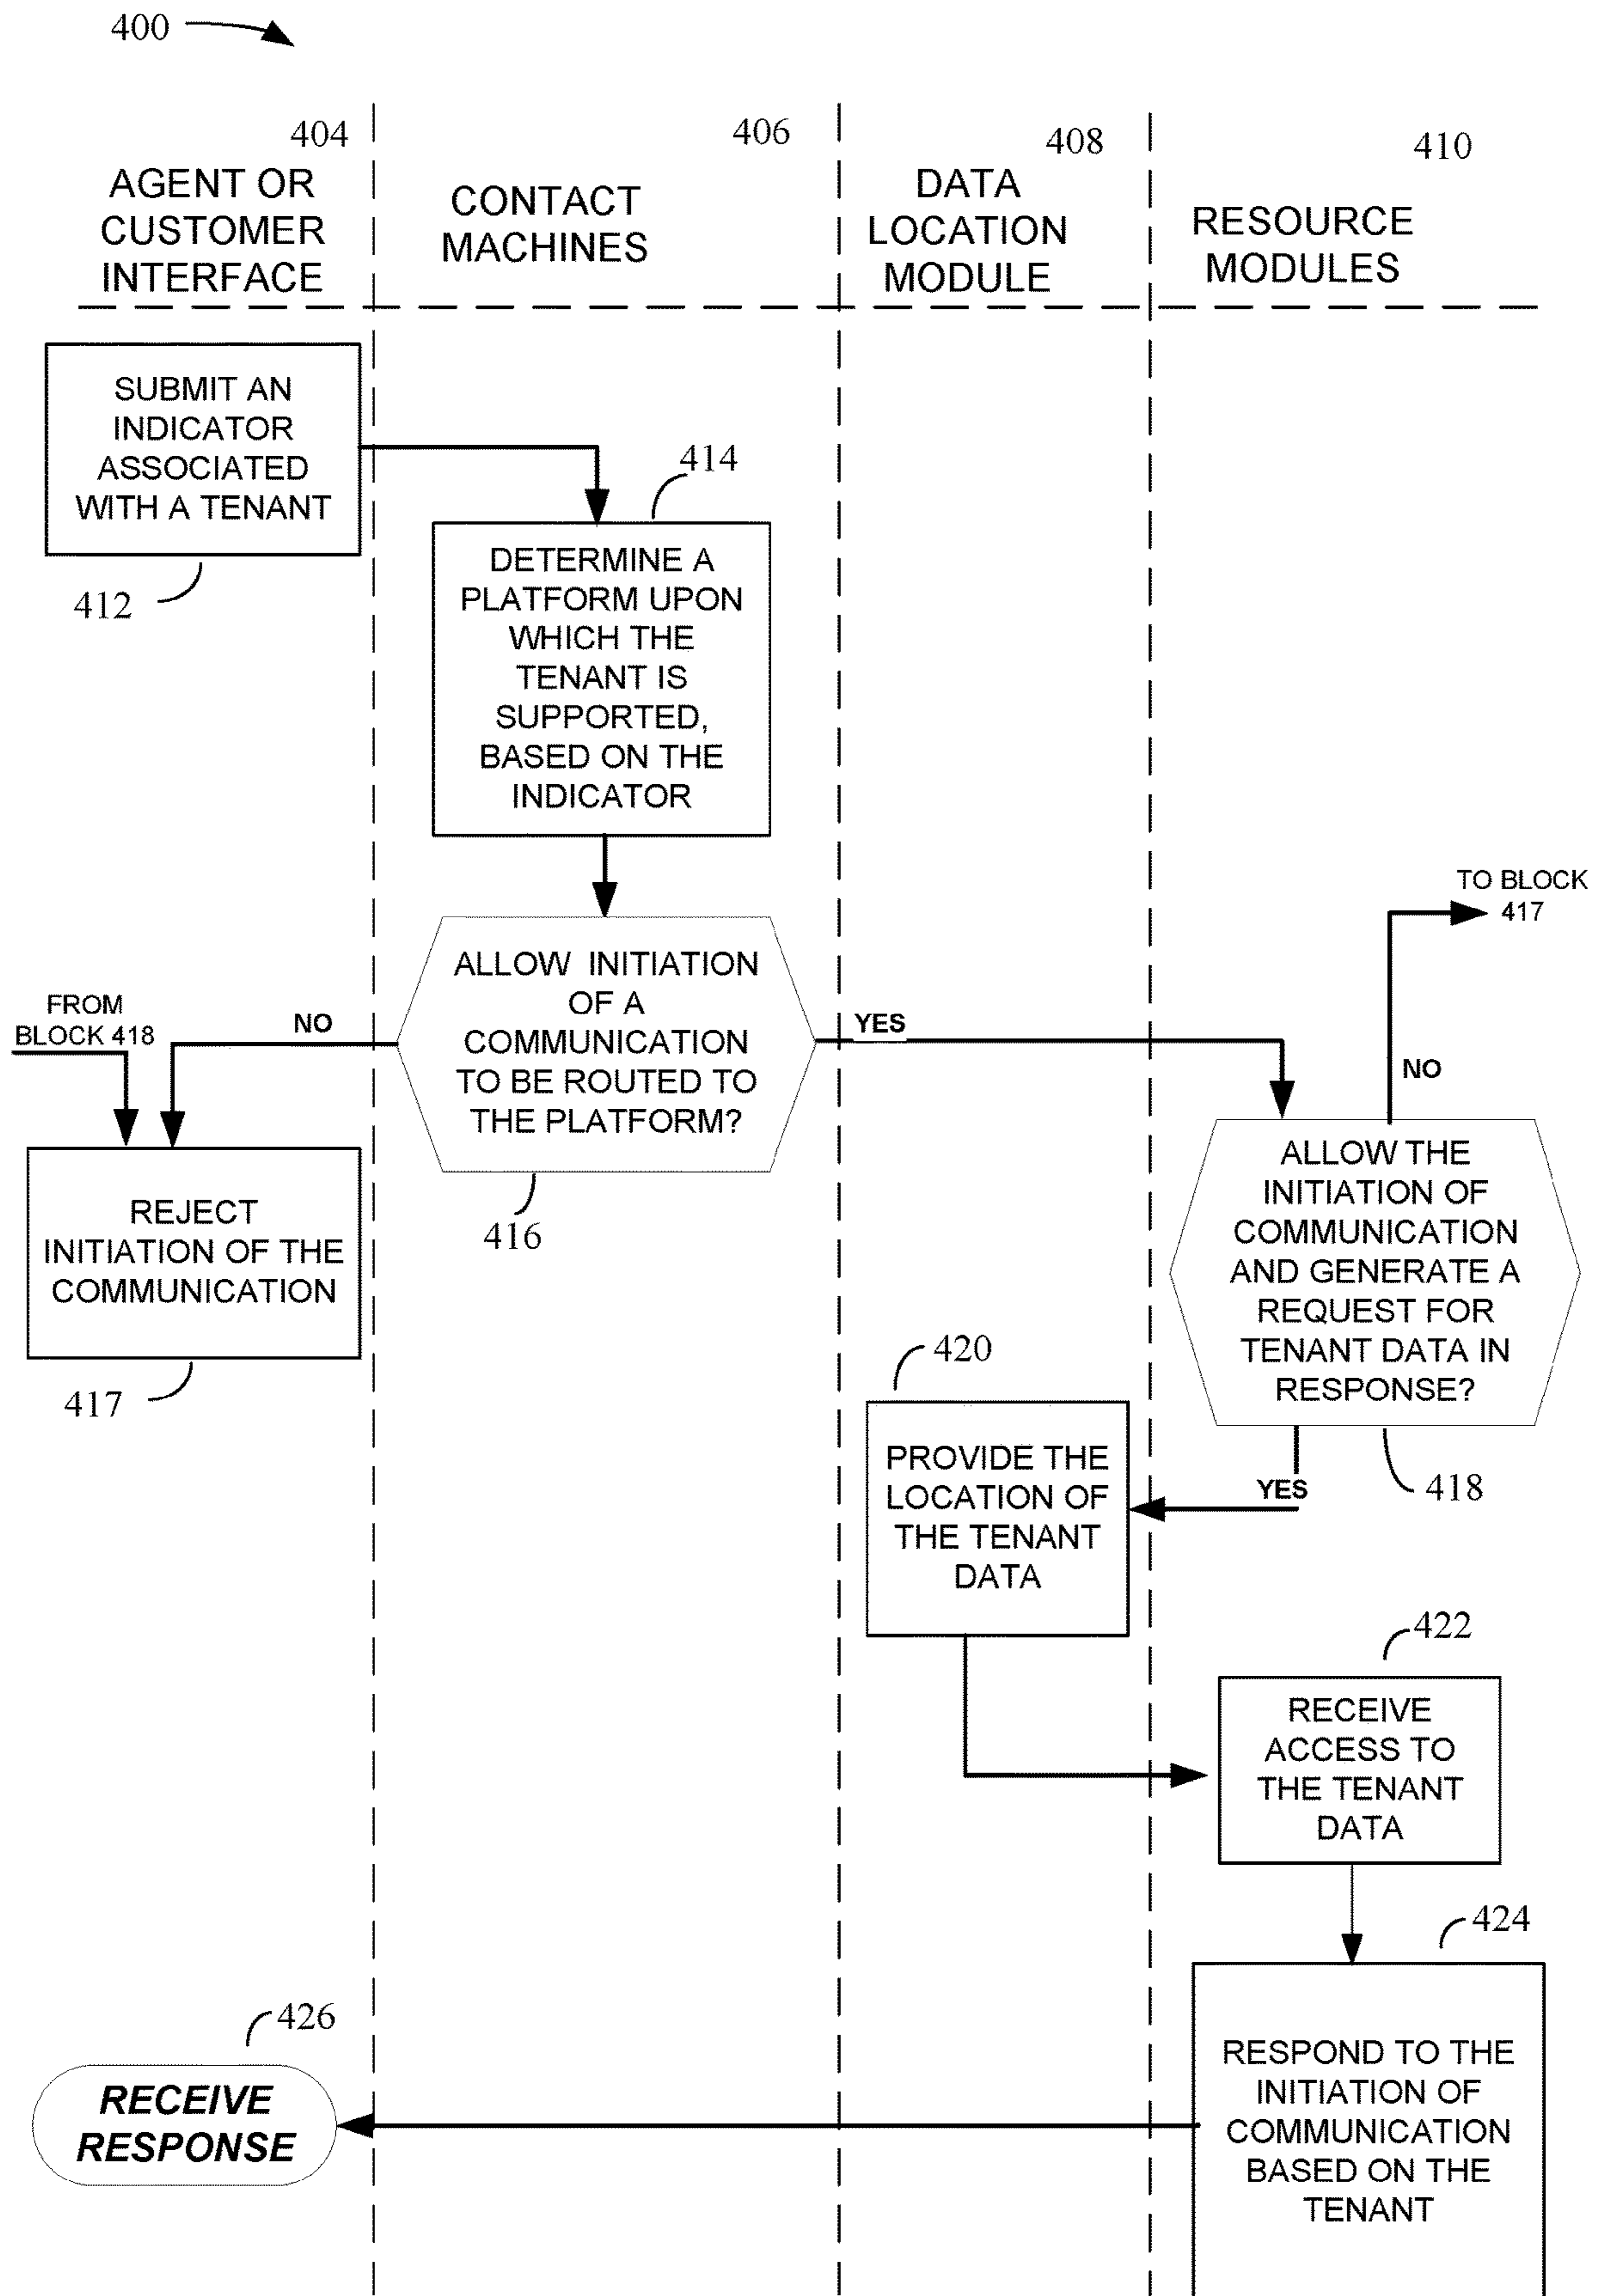 400
404
AGENT OR
CUSTOMER
INTERFACE
406
CONTACT
MACHINES
408
DATA
LOCATION
MODULE
410
RESOURCE
MODULES
SUBMIT AN
INDICATOR
ASSOCIATED
WITH A TENANT
412
414
DETERMINE A
PLATFORM UPON
WHICH THE
TENANT IS
SUPPORTED,
BASED ON THE
INDICATOR
TO BLOCK
417
ALLOW INITIATION
OF A
COMMUNICATION
TO BE ROUTED TO
THE PLATFORM?
416
FROM
BLOCK 418
NO
YES
NO
REJECT
INITIATION OF THE
COMMUNICATION
417
ALLOW THE
INITIATION OF
COMMUNICATION
AND GENERATE A
REQUEST FOR
TENANT DATA IN
RESPONSE?
418
YES
420
PROVIDE THE
LOCATION OF
THE TENANT
DATA
422
RECEIVE
ACCESS TO
THE TENANT
DATA
424
RESPOND TO THE
INITIATION OF
COMMUNICATION
BASED ON THE
TENANT
426
RECEIVE
RESPONSE